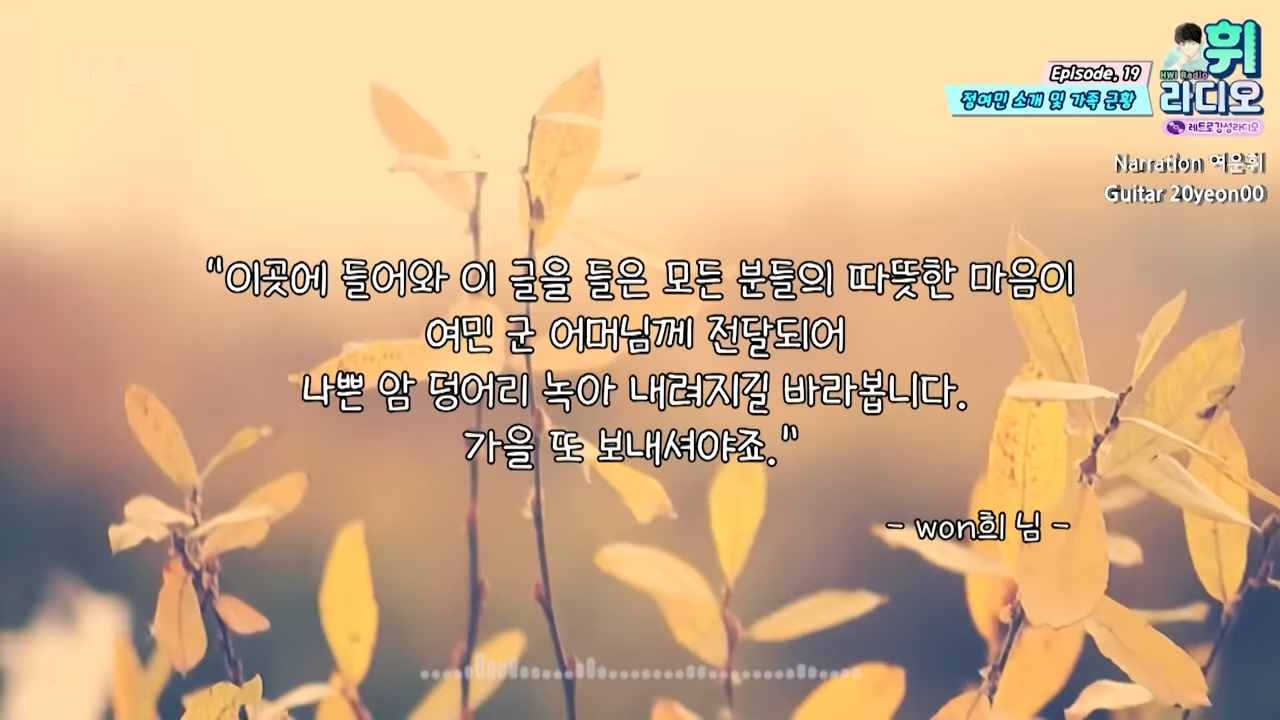 휘
HWI Radio
라디오
레트로감성라디오
Episode. 19
정여민 소개 및 가족 근황
Narration 여운휘
Guitar 20yeon00
"이곳에 들어와 이 글을 들은 모든 분들의 따뜻한 마음이
여민 군 어머님께 전달되어
나쁜 암 덩어리 녹아 내려지길 바라봅니다.
가을 또 보내셔야죠."
- won희 님 -